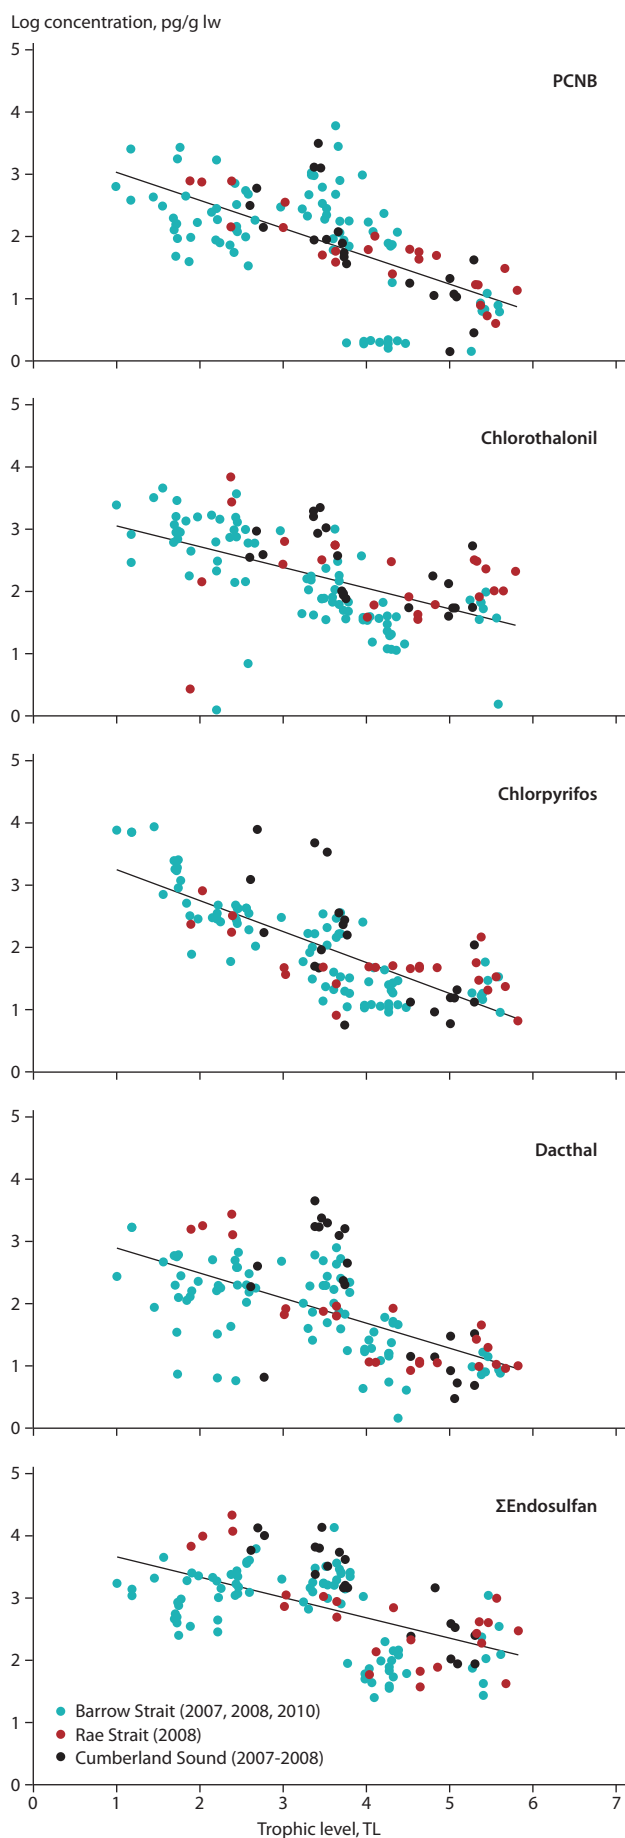 Log concentration, pg/g lw
5
PCNB
4
3
2
1
0
5
Chlorothalonil
4
3
2
1
0
5
Chlorpyrifos
4
3
2
1
0
5
Dacthal
4
3
2
1
0
5
ΣEndosulfan
4
3
2
Barrow Strait (2007, 2008, 2010)
Rae Strait (2008)
1
Cumberland Sound (2007-2008)
0
0 1 2 3 4 5 6 7
Trophic level, TL